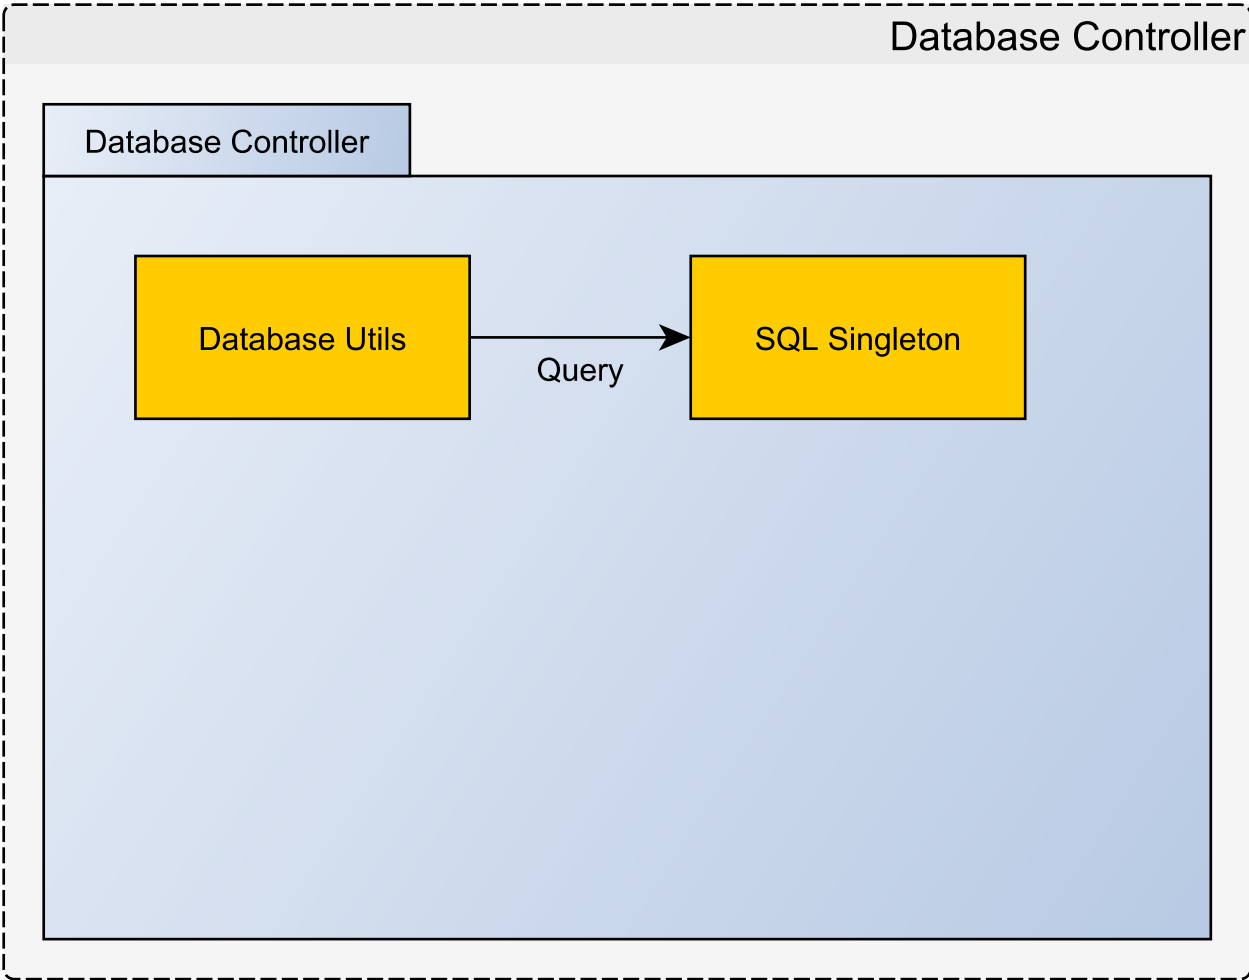 Database Controller
Database Controller
Database Utils
Query
SQL Singleton